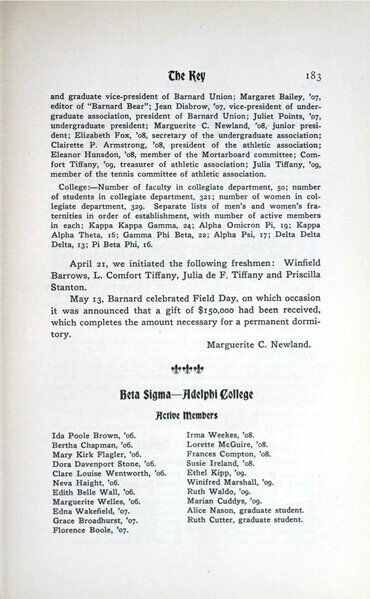 The Key 183
and graduate vice-president of Barnard Union; Margaret Bailey, '07,
editor of "Barnard Bear"; Jean Disbrow, '07, vice-president of under-
graduate association, president of Barnard Union; Juliet Points, '07,
undergraduate president; Marguerite C. Newland, '08, junior presi-
dent; Elizabeth Fox, '08, secretary of the undergraduate association;
Clairette P. Armstrong, '08, president of the athletic association;
Eleanor Hunsdon, '08, member of the Mortarboard committee; Com-
fort Tiffany, '09, treasurer of athletic association; Julia Tiffany, '09,
member of the tennis committee of athletic association.
College:—Number of faculty in collegiate department, 50; number
of students in collegiate department, 321; number of women in col-
legiate department, 329. Separate lists of men's and women's fra-
ternities in order of establishment, with number of active members
in each; Kappa Kappa Gamma, 24; Alpha Omicron Pi, 19; Kappa
Alpha Theta, 16; Gamma Phi Beta, 22; Alpha Psi, 17; Delta Delta
Delta, 13; Pi Beta Phi, 16.
April 21, we initiated the following freshmen: Winfield
Barrows, L. Comfort Tiffany, Julia de F. Tiffany and Priscilla
Stanton.
May 13, Barnard celebrated Field Day, on which occasion
it was announced that a gift of $150,000 had been received,
which completes the amount necessary for a permanent dormi-
tory.
Marguerite C. Newland.
Beta Sigma—Adelphi College
Active Members
Ida Poole Brown, '06.
Bertha Chapman, '06.
Mary Kirk Flagler, '06.
Dora Davenport Stone, '06.
Clare Louise Wentworth, '06.
Neva Haight, '06.
Edith Belle Wall, '06.
Marguerite Welles, '06.
Edna Wakefield, '07.
Grace Broadhurst, '07.
Florence Boole, '07.
Irma Weekes, '08.
Lorette McGuire, '08.
Frances Compton, '08.
Susie Ireland, '08.
Ethel Kipp, '09.
Winifred Marshall, '09.
Ruth Waldo, '09.
Marian Cuddys, '09.
Alice Nason, graduate student.
Ruth Cutter, graduate student.